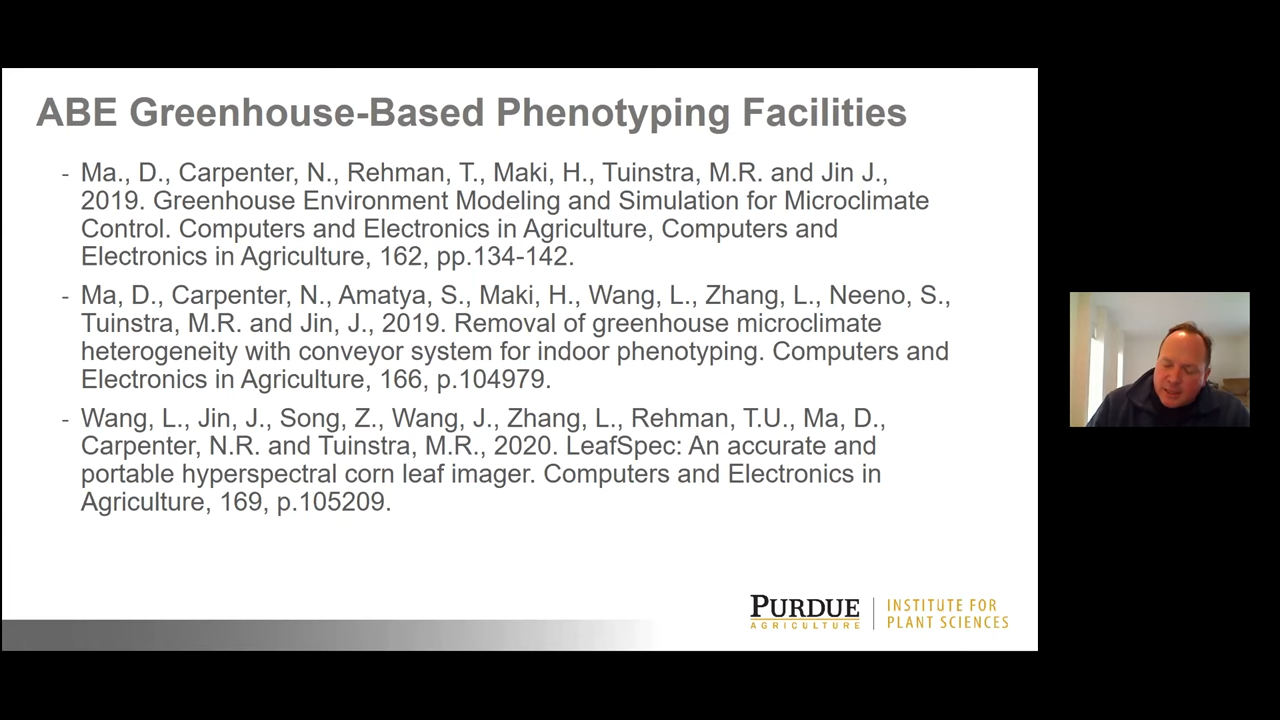 ABE Greenhouse-Based Phenotyping Facilities
- Ma., D., Carpenter, N., Rehman, T., Maki, H., Tuinstra, M.R. and Jin J.,
2019. Greenhouse Environment Modeling and Simulation for Microclimate
Control. Computers and Electronics in Agriculture, Computers and
Electronics in Agriculture, 162, pp.134-142.
- Ma, D., Carpenter, N., Amatya, S., Maki, H., Wang, L., Zhang, L., Neeno, S.,
Tuinstra, M.R. and Jin, J., 2019. Removal of greenhouse microclimate
heterogeneity with conveyor system for indoor phenotyping. Computers and
Electronics in Agriculture, 166, p.104979.
- Wang, L., Jin, J., Song, Z., Wang, J., Zhang, L., Rehman, T.U., Ma, D.,
Carpenter, N.R. and Tuinstra, M.R., 2020. LeafSpec: An accurate and
portable hyperspectral corn leaf imager. Computers and Electronics in
Agriculture, 169, p.105209.
PURDUE
AGRICULTURE
INSTITUTE FOR
PLANT SCIENCES